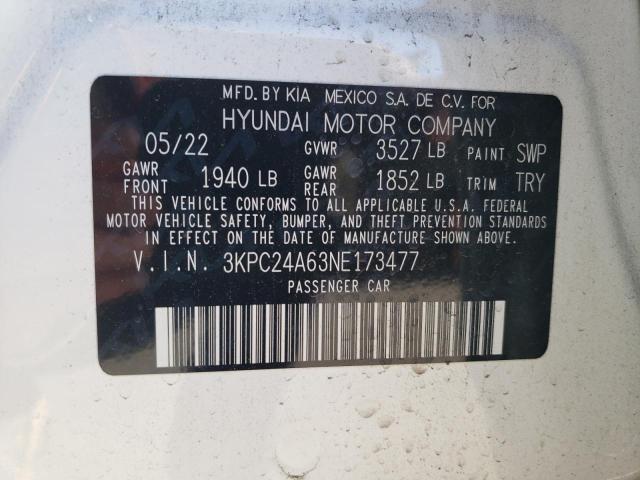 MFD. BY KIA MEXICO S.A. DE C.V. FOR
HYUNDAI MOTOR COMPANY
05/22 GVWR 3527 LB PAINT SWP
GAWR FRONT 1940 LB GAWR REAR 1852 LB TRIM TRY
THIS VEHICLE CONFORMS TO ALL APPLICABLE U.S.A. FEDERAL
MOTOR VEHICLE SAFETY, BUMPER, AND THEFT PREVENTION STANDARDS
IN EFFECT ON THE DATE OF MANUFACTURE SHOWN ABOVE.
V.I.N. 3KPC24A63NE173477
PASSENGER CAR